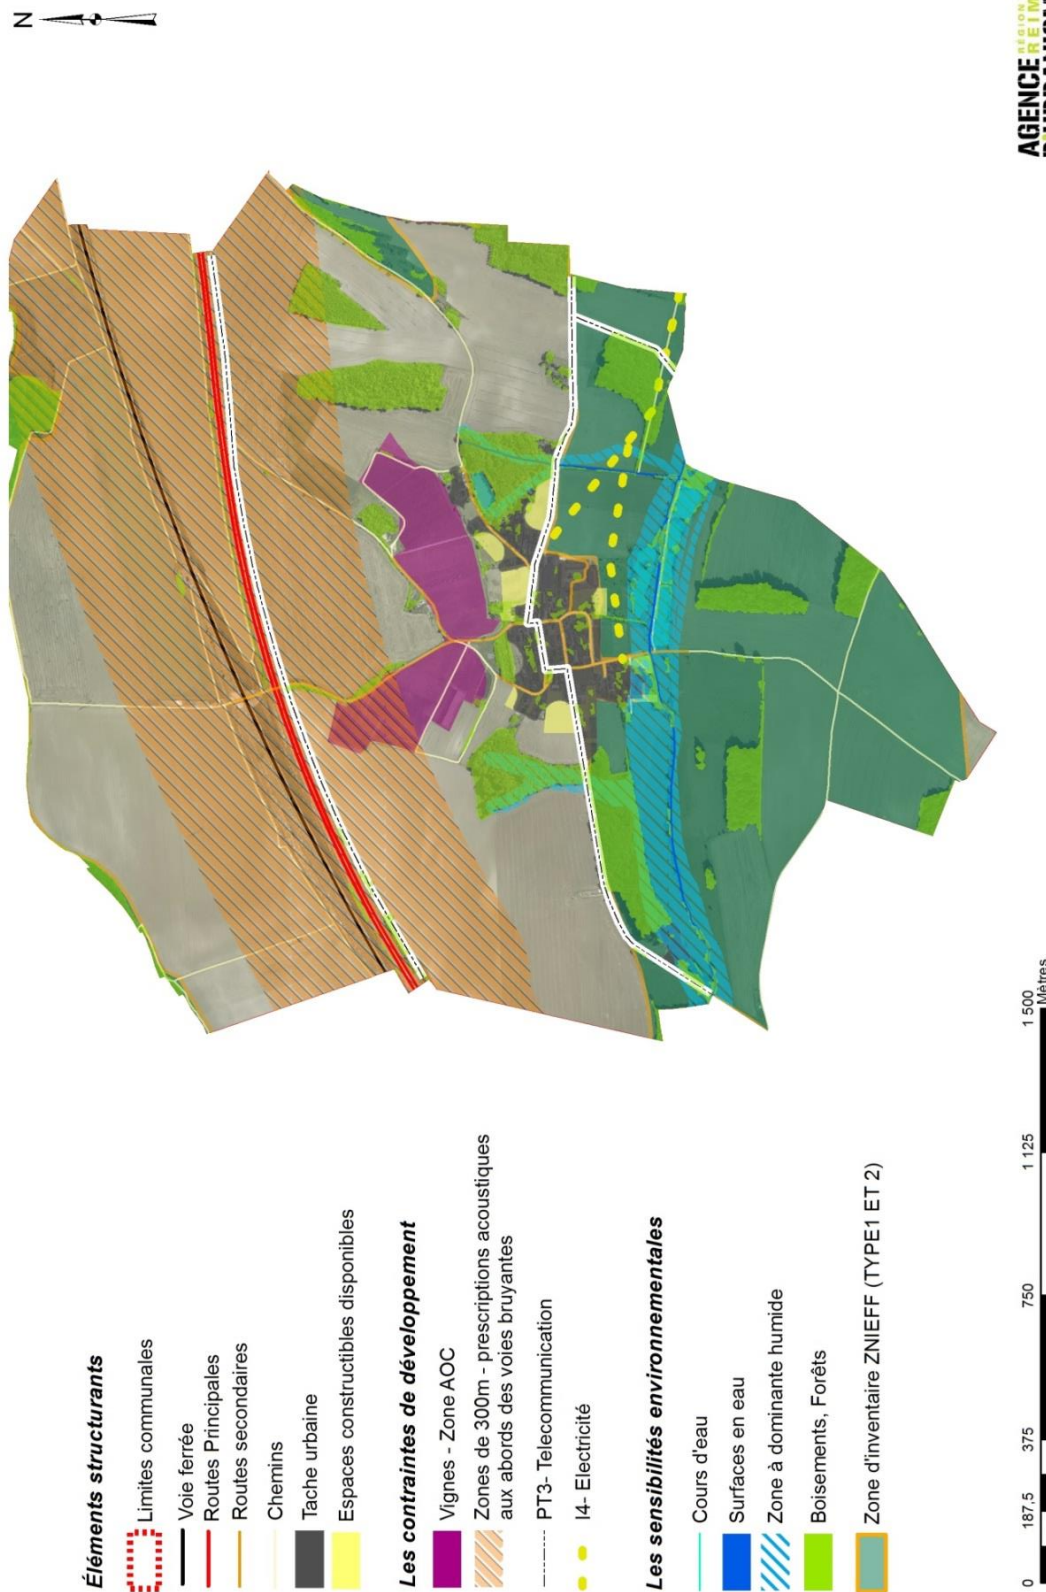 N
Éléments structurants
Limites communales
Voie ferrée
Routes Principales
Routes secondaires
Chemins
Tache urbaine
Espaces constructibles disponibles
Les contraintes de développement
Vignes - Zone AOC
Zones de 300m - prescriptions acoustiques
aux abords des voies bruyantes
PT3- Telecommunication
I4- Electricité
Les sensibilités environnementales
Cours d'eau
Surfaces en eau
Zone à dominante humide
Boisements, Forêts
Zone d'inventaire ZNIEFF (TYPE1 ET 2)
0 187,5 375 750 1 125 1 500
Mètres
AGENCE RÉGION